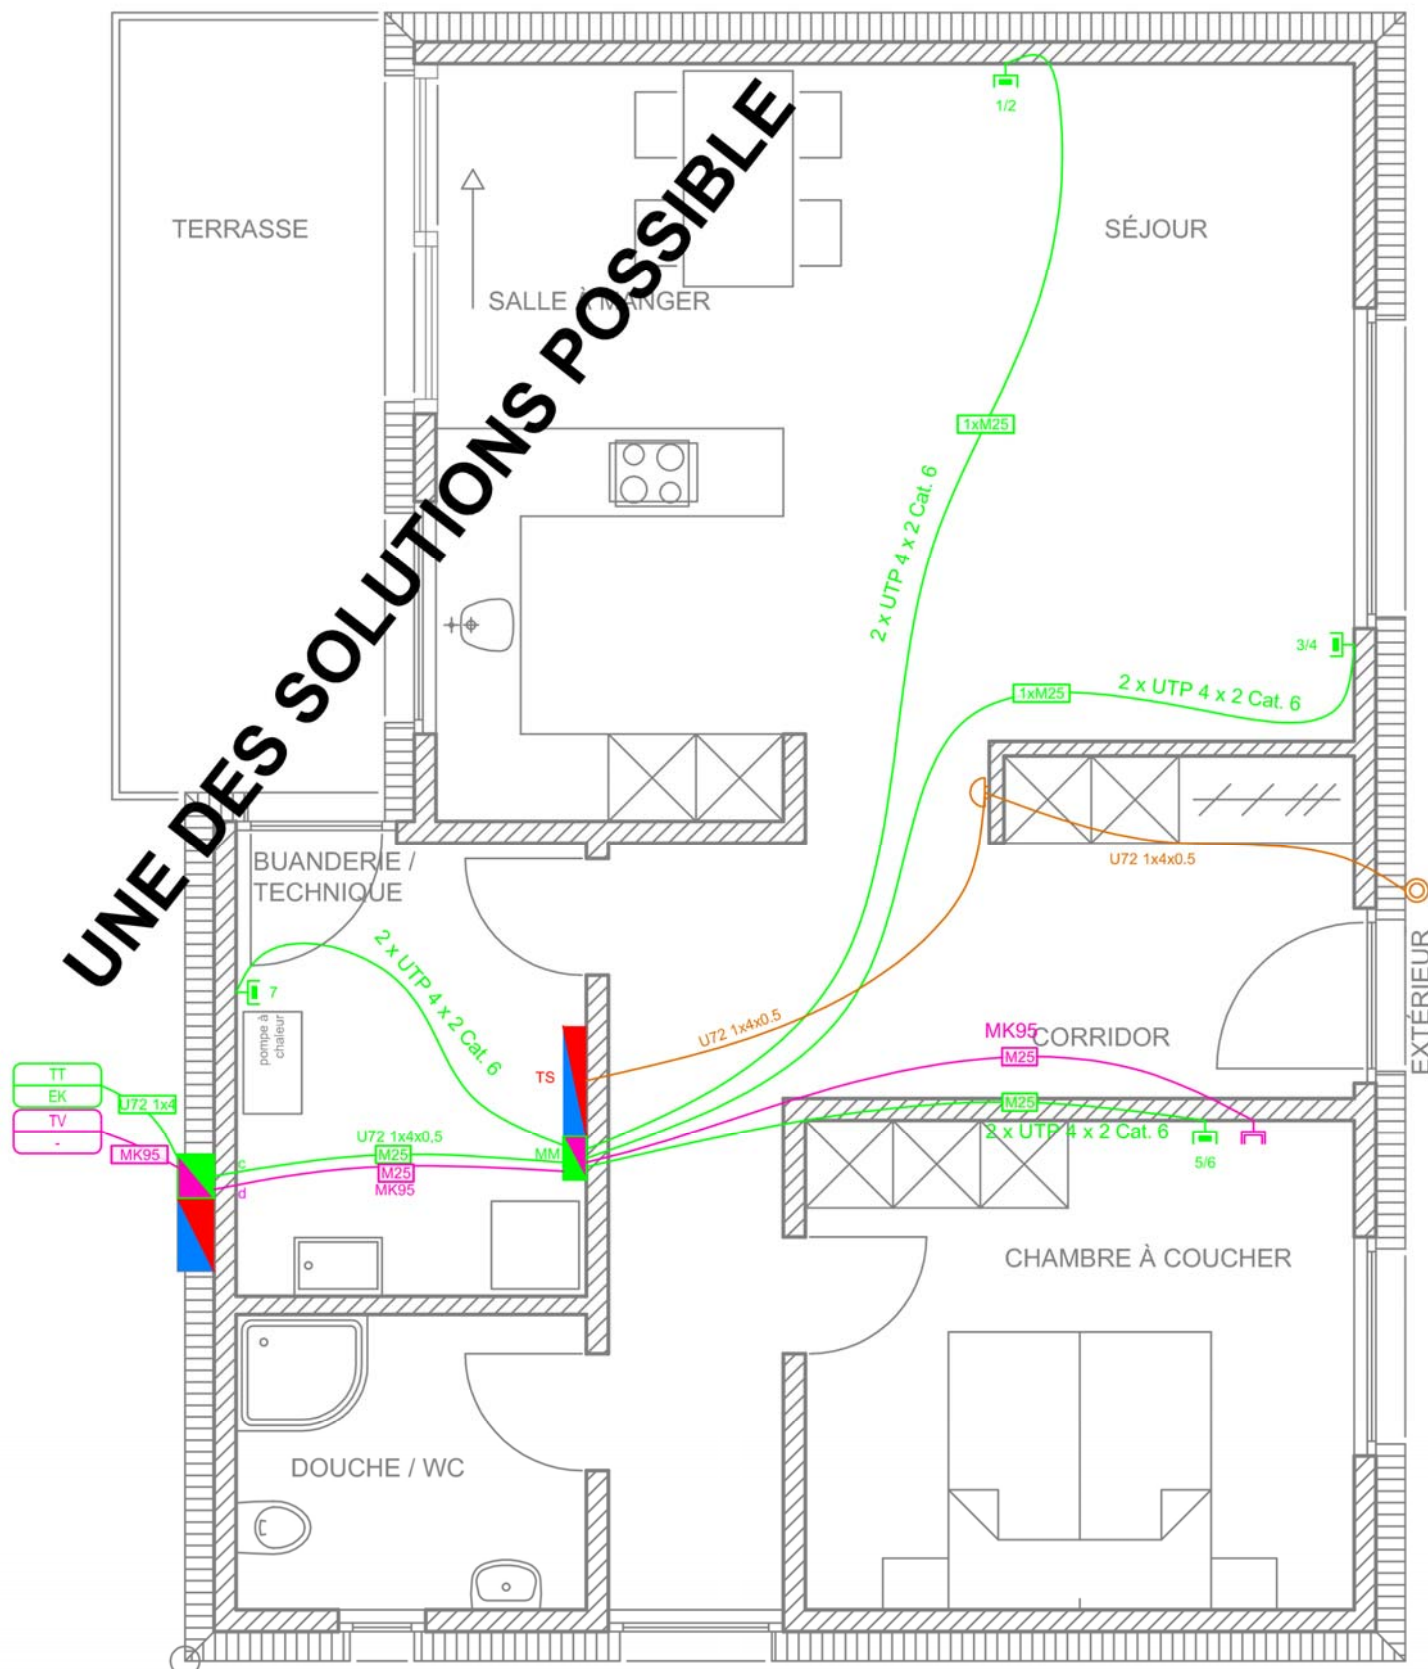 1/2
TERRASSE
SÉJOUR
SALLE À MANGER
UNE DES SOLUTIONS POSSIBLE
1xM25
2 x UTP 4 x 2 Cat. 6
3/4
1xM25
2 x UTP 4 x 2 Cat. 6
BUANDERIE /
TECHNIQUE
U72 1x4x0.5
2 x UTP 4 x 2 Cat. 6
7
EXTÉRIEUR
pompe à
chaleur
U72 1x4x0.5
MK95
CORRIDOR
M25
TS
TT
EK
U72 1x4
TV
-
MK95
M25
2 x UTP 4 x 2 Cat. 6
5/6
U72 1x4x0,5
M25
MM
c
M25
MK95
d
CHAMBRE À COUCHER
DOUCHE / WC